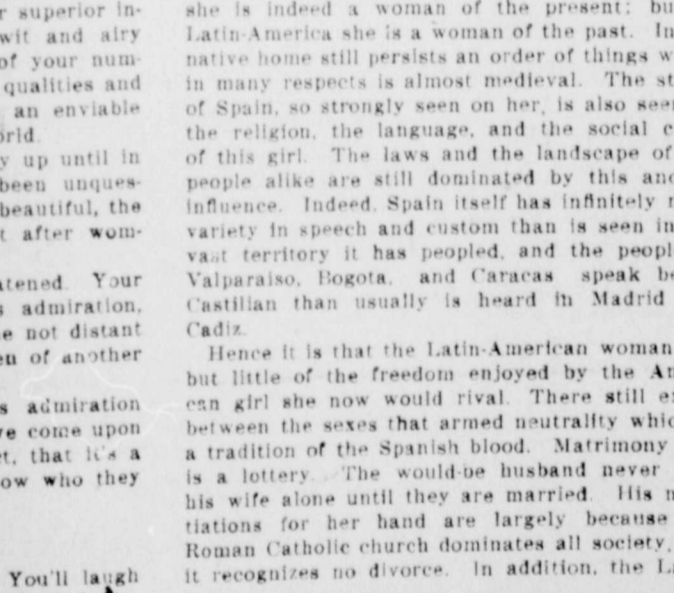 r superior in-
wit and airy
of your num-
qualities and
an enviable
orld.
y up until in
been unques-
beautiful, the
t after wom-
atened. Your
s admiration,
e not distant
en of another
s admiration
ve come upon
et, that it's a
ow who they
You'll laugh
she is indeed a woman of the present; bu
Latin-America she is a woman of the past. In
native home still persists an order of things w
in many respects is almost medieval. The st
of Spain, so strongly seen on her, is also see
the religion, the language, and the social c
of this girl. The laws and the landscape of
people alike are still dominated by this anc
influence. Indeed, Spain itself has infinitely r
variety in speech and custom than is seen in
vast territory it has peopled, and the peopl
Valparaiso, Bogota, and Caracas speak be
Castilian than usually is heard in Madrid
Cadiz.
Hence it is that the Latin-American woman
but little of the freedom enjoyed by the Am
can girl she now would rival. There still e
between the sexes that armed neutrality whic
a tradition of the Spanish blood. Matrimony
is a lottery. The would-be husband never
his wife alone until they are married. His n
tiations for her hand are largely because
Roman Catholic church dominates all society,
it recognizes no divorce. In addition, the La